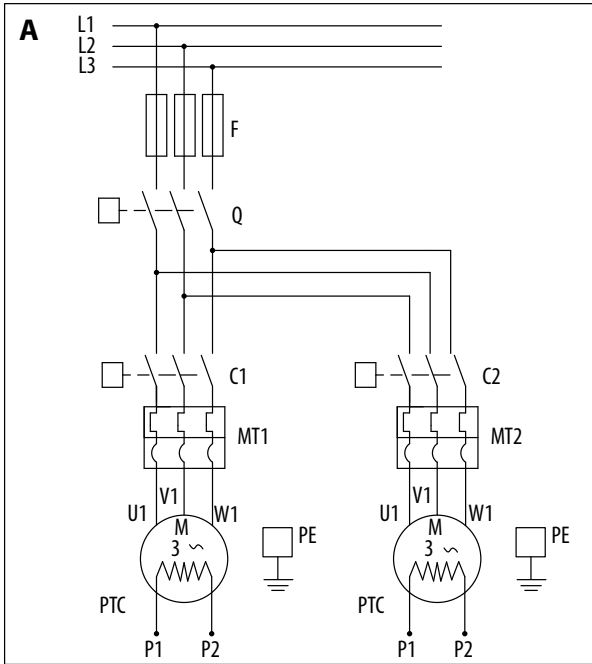 A
L1
L2
L3
F
Q
C1
C2
MT1
MT2
U1 V1 W1
U1 V1 W1
M
3 ~
M
3 ~
PE
PE
PTC
PTC
P1 P2
P1 P2